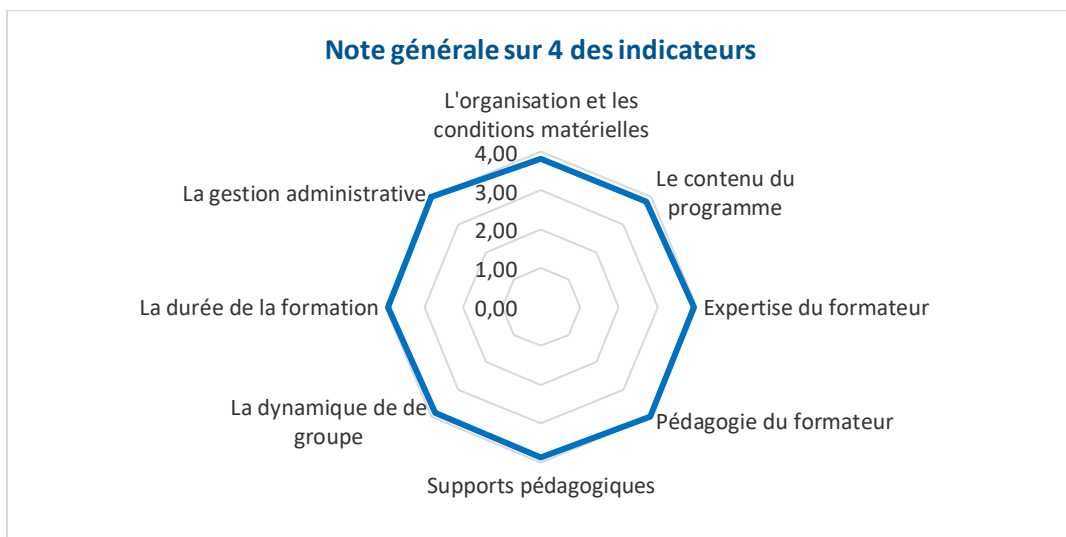 Note générale sur 4 des indicateurs
L'organisation et les
conditions matérielles
4,00
3,00
2,00
1,00
0,00
Le contenu du
programme
Expertise du formateur
Pédagogie du formateur
Supports pédagogiques
La dynamique de de
groupe
La durée de la formation
La gestion administrative